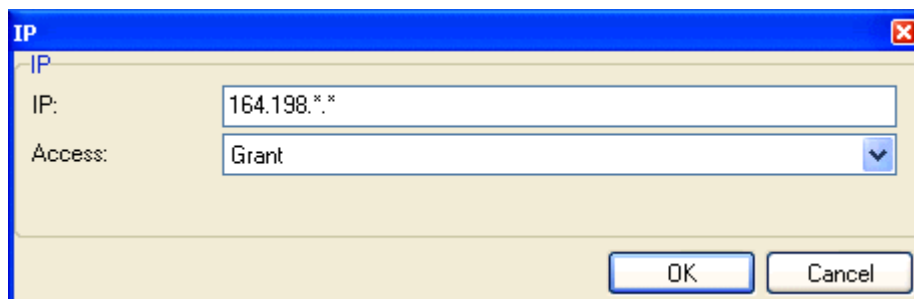 IP
IP
IP: 164.198.*.*
Access: Grant
OK Cancel